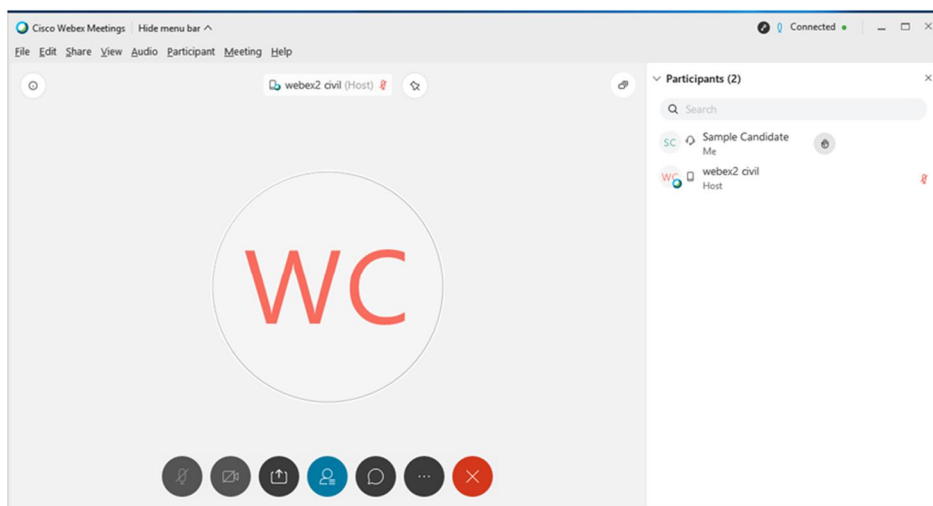 Cisco Webex Meetings Hide menu bar
Connected
File Edit Share View Audio Participant Meeting Help
webex2 civil (Host)
Participants (2)
Search
SC Sample Candidate
Me
WC webex2 civil
Host
WC